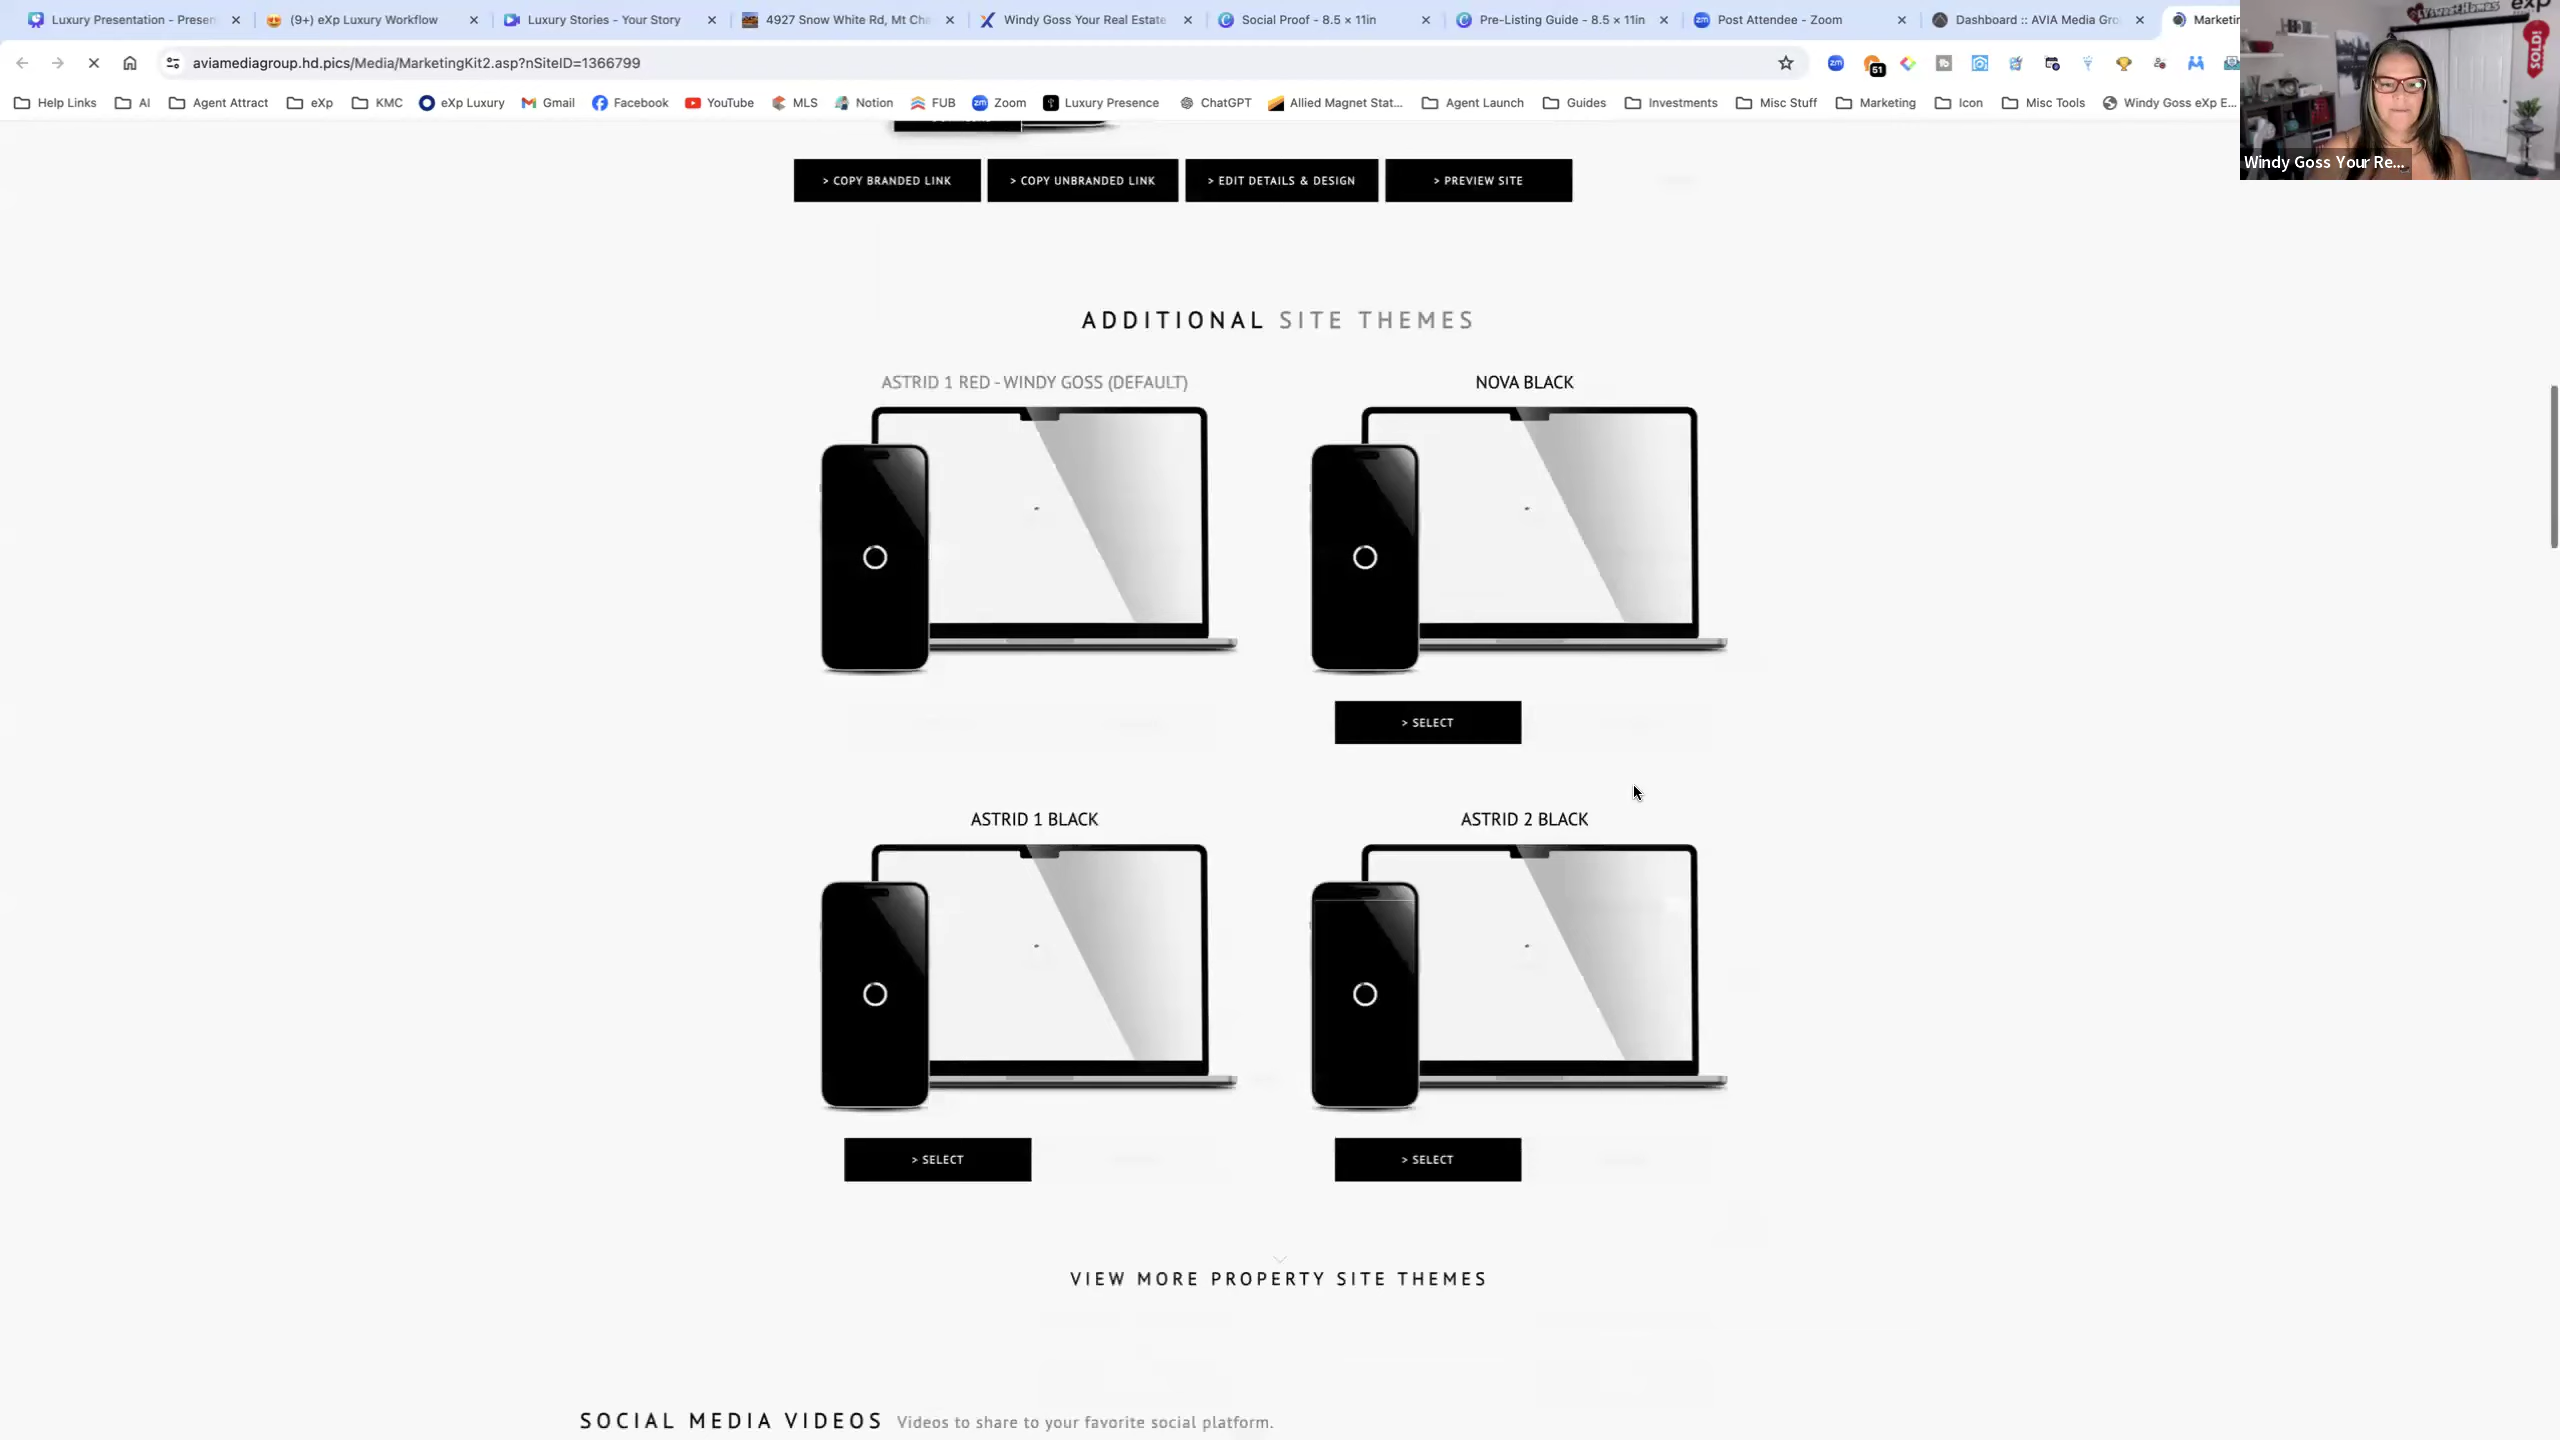 Luxury Presentation - Presen
(9+) eXp Luxury Workflow
Luxury Stories - Your Story
4927 Snow White Rd, Mt Cha
Windy Goss Your Real Estate
Social Proof - 8.5 × 11in
Pre-Listing Guide - 8.5 × 11in
Post Attendee - Zoom
Dashboard :: AVIA Media Gro
Marketin
aviamediagroup.hd.pics/Media/MarketingKit2.asp?nSiteID=1366799
51
Help Links
AI
Agent Attract
eXp
KMC
eXp Luxury
Gmail
Facebook
YouTube
MLS
Notion
FUB
Zoom
Luxury Presence
ChatGPT
Allied Magnet Stat...
Agent Launch
Guides
Investments
Misc Stuff
Marketing
Icon
Misc Tools
Windy Goss eXp E...
exp
SOLD!
Windy Goss Your Re...
> COPY BRANDED LINK
> COPY UNBRANDED LINK
> EDIT DETAILS & DESIGN
> PREVIEW SITE
ADDITIONAL SITE THEMES
ASTRID 1 RED - WINDY GOSS (DEFAULT)
NOVA BLACK
> SELECT
ASTRID 1 BLACK
ASTRID 2 BLACK
> SELECT
> SELECT
VIEW MORE PROPERTY SITE THEMES
SOCIAL MEDIA VIDEOS Videos to share to your favorite social platform.